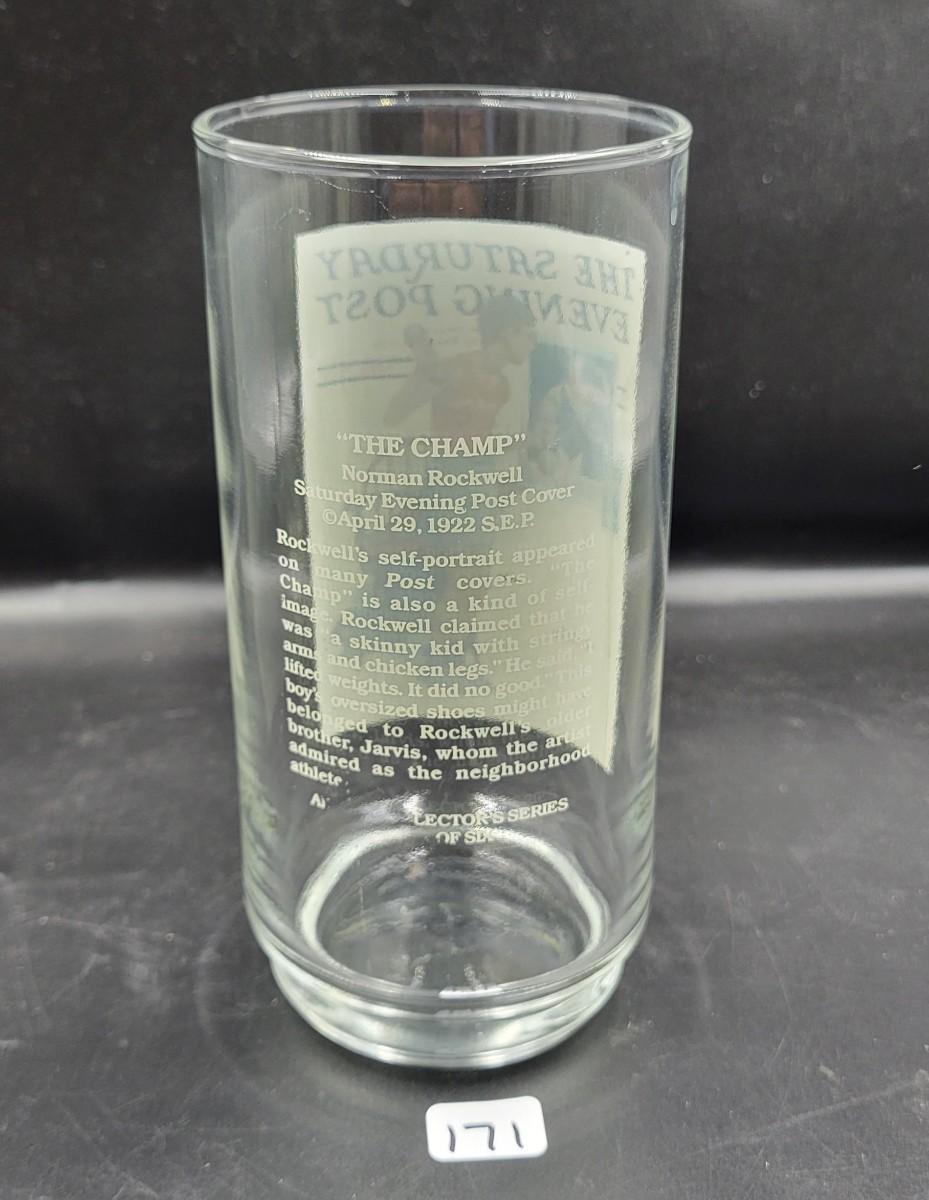 THE SATURDAY
EVENING POST
"THE CHAMP"
Norman Rockwell
Saturday Evening Post Cover
©April 29, 1922 S.E.P.
Rockwell's self-portrait appeared
on many Post covers. "The
Champ" is also a kind of self-
image. Rockwell claimed that he
was "a skinny kid with stringy
arms and chicken legs." He said, "I
lifted weights. It did no good." This
boy's oversized shoes might have
belonged to Rockwell's older
brother, Jarvis, whom the artist
admired as the neighborhood
athlete.
LECTOR'S SERIES
OF SIX
171